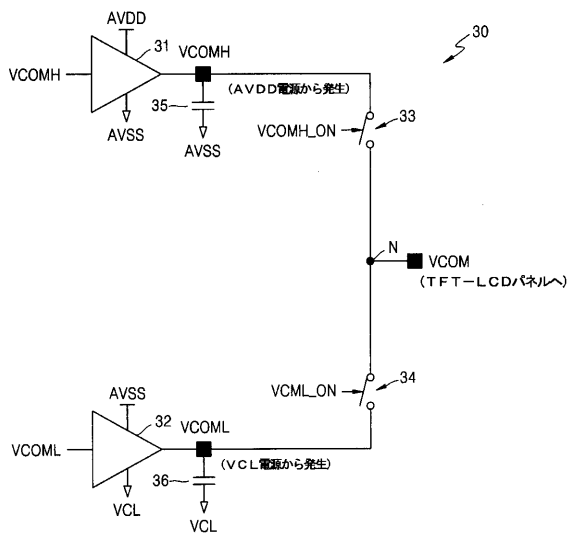 AVDD
30
31
VCOMH
VCOMH
(AVDD電源から発生)
35
AVSS
AVSS
VCOMH_ON
33
N
VCOM
(TFT-LCDパネルへ)
VCML_ON
34
AVSS
32
VCOML
VCOML
(VCL電源から発生)
36
VCL
VCL